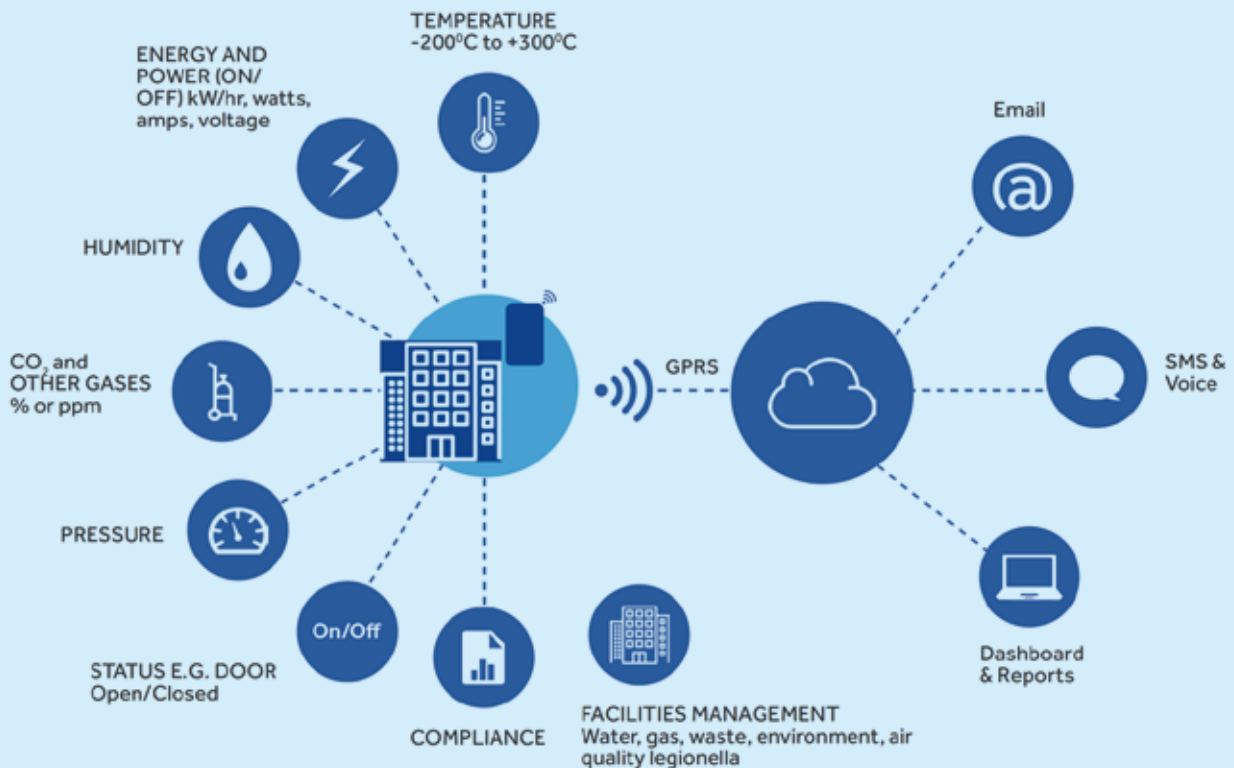 TEMPERATURE
-200⁰C to +300⁰C
ENERGY AND
POWER (ON/
OFF) kW/hr, watts,
amps, voltage
Email
@
HUMIDITY
CO₂ and
OTHER GASES
% or ppm
GPRS
SMS &
Voice
PRESSURE
On/Off
STATUS E.G. DOOR
Open/Closed
COMPLIANCE
FACILITIES MANAGEMENT
Water, gas, waste, environment, air
quality legionella
Dashboard
& Reports